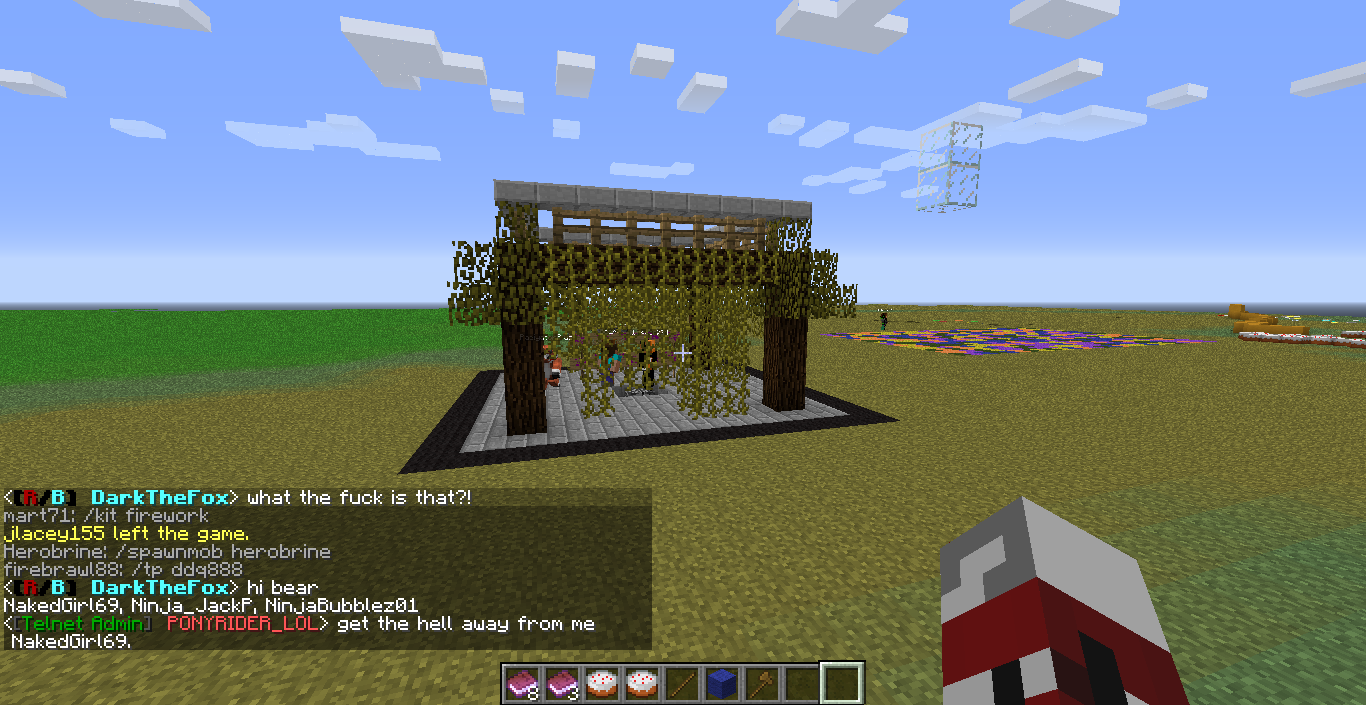 <[R/B] DarkTheFox> what the fuck is that?!
mart71: /kit firework
jlacey155 left the game.
Herobrine: /spawnmob herobrine
firebrawl88: /tp ddq888
<[R/B] DarkTheFox> hi bear
NakedGirl69, Ninja_JackP, NinjaBubblez01
<[Telnet Admin] PONYRIDER_LOL> get the hell away from me
NakedGirl69.
8 3